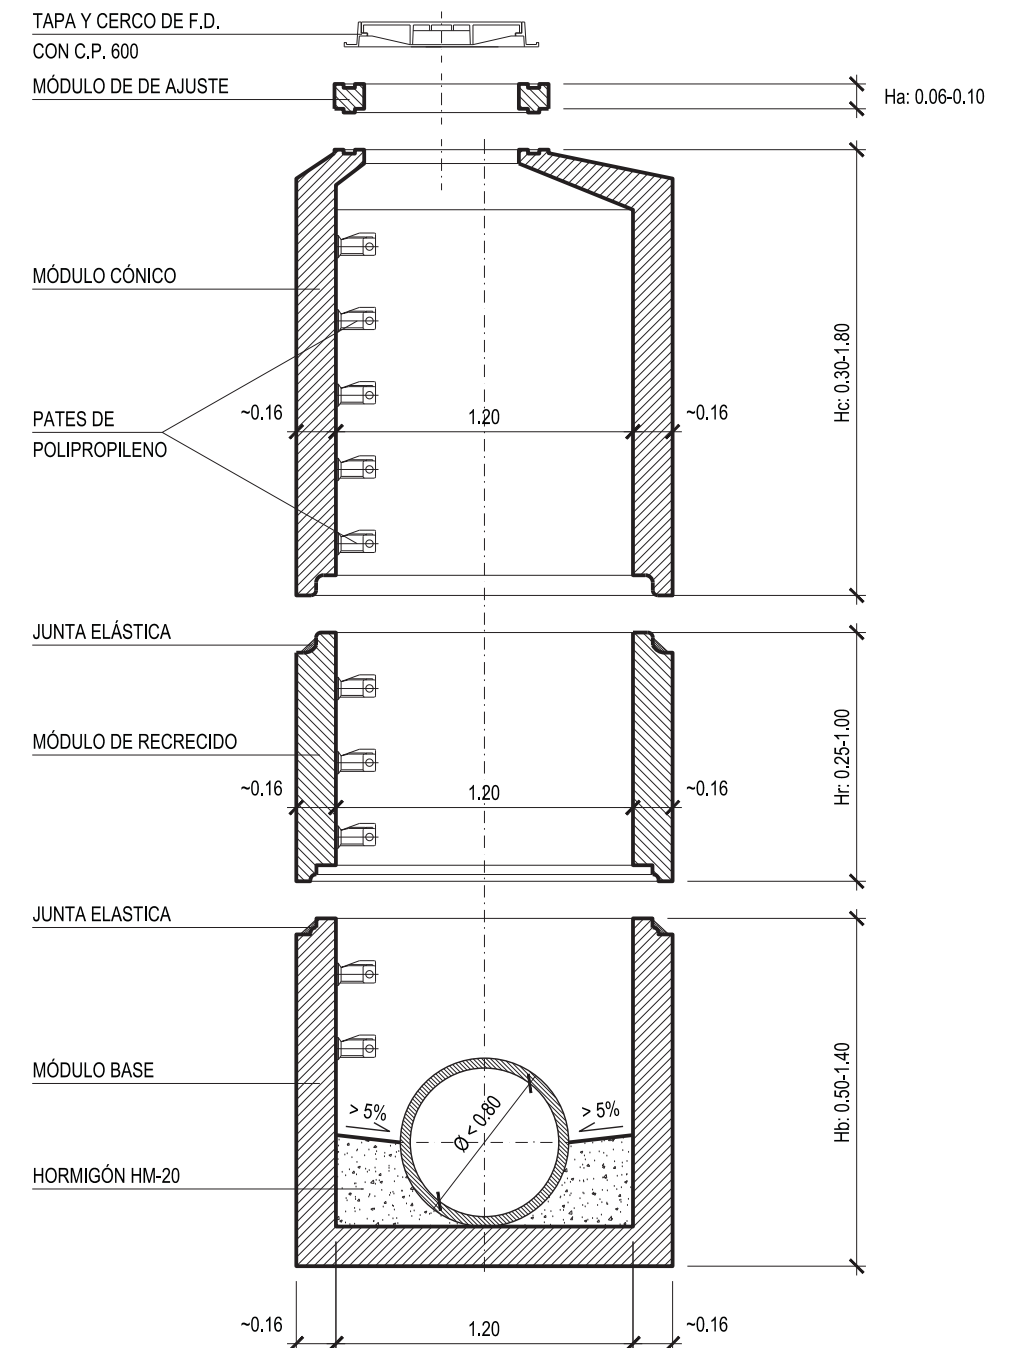 TAPA Y CERCO DE F.D.
CON C.P. 600
MÓDULO DE DE AJUSTE
Ha: 0.06-0.10
MÓDULO CÓNICO
Hc: 0.30-1.80
PATES DE
POLIPROPILENO
~0.16
1.20
~0.16
JUNTA ELÁSTICA
MÓDULO DE RECRECIDO
Hr: 0.25-1.00
~0.16
1.20
~0.16
JUNTA ELASTICA
MÓDULO BASE
Hb: 0.50-1.40
> 5%
Ø < 0.80
> 5%
HORMIGÓN HM-20
~0.16
1.20
~0.16